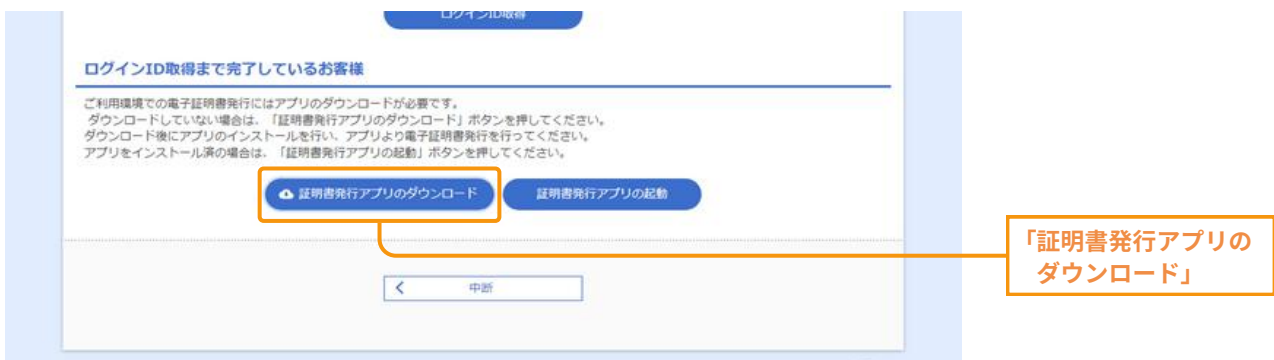 ログインID取得
ログインID取得まで完了しているお客様
ご利用環境での電子証明書発行にはアプリのダウンロードが必要です。
ダウンロードしていない場合は、「証明書発行アプリのダウンロード」ボタンを押してください。
ダウンロード後にアプリのインストールを行い、アプリより電子証明書発行を行ってください。
アプリをインストール済の場合は、「証明書発行アプリの起動」ボタンを押してください。
証明書発行アプリのダウンロード
証明書発行アプリの起動
「証明書発行アプリの
ダウンロード」
中断